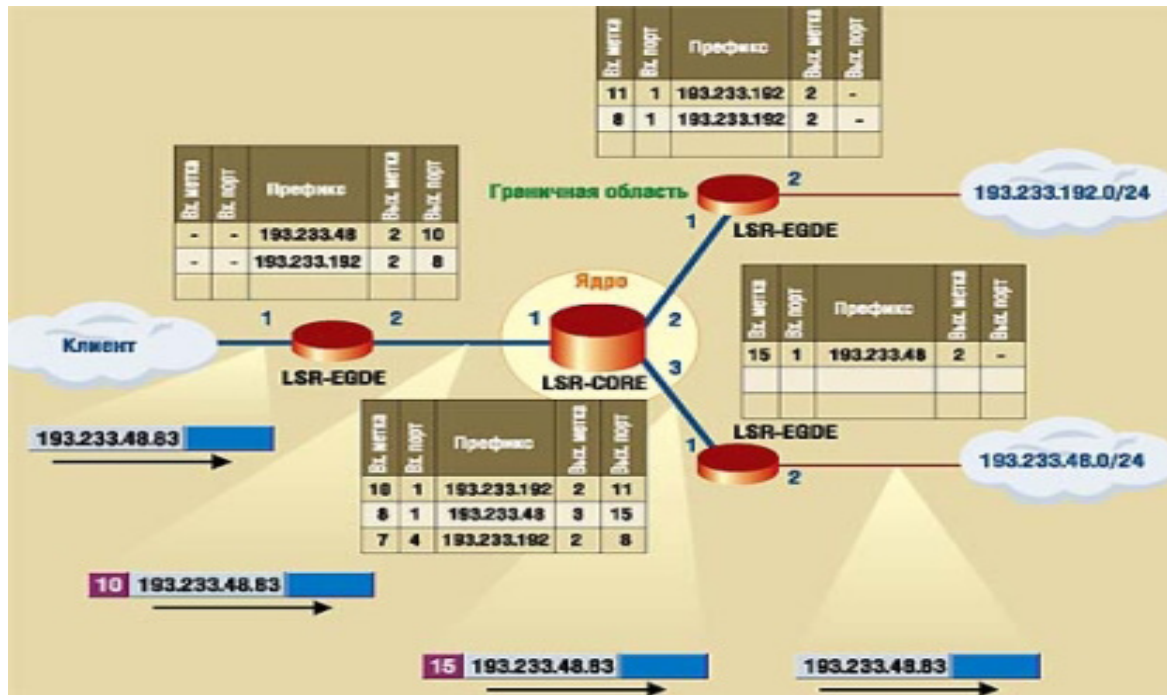 Вх. метка Вх. порт Префикс Вых. метка Вых. порт
11 1 193.233.192 2 -
8 1 193.233.192 2 -
Вх. метка Вх. порт Префикс Вых. метка Вых. порт
- - 193.233.48 2 10
- - 193.233.192 2 8
Граничная область
1
2
LSR-EGDE
193.233.192.0/24
Клиент
1
2
LSR-EGDE
Ядро
1
2
3
LSR-CORE
Вх. метка Вх. порт Префикс Вых. метка Вых. порт
15 1 193.233.48 2 -
LSR-EGDE
1
2
193.233.48.0/24
193.233.48.83
Вх. метка Вх. порт Префикс Вых. метка Вых. порт
10 1 193.233.192 2 11
8 1 193.233.48 3 15
7 4 193.233.192 2 8
10 193.233.48.83
15 193.233.48.83
193.233.48.83